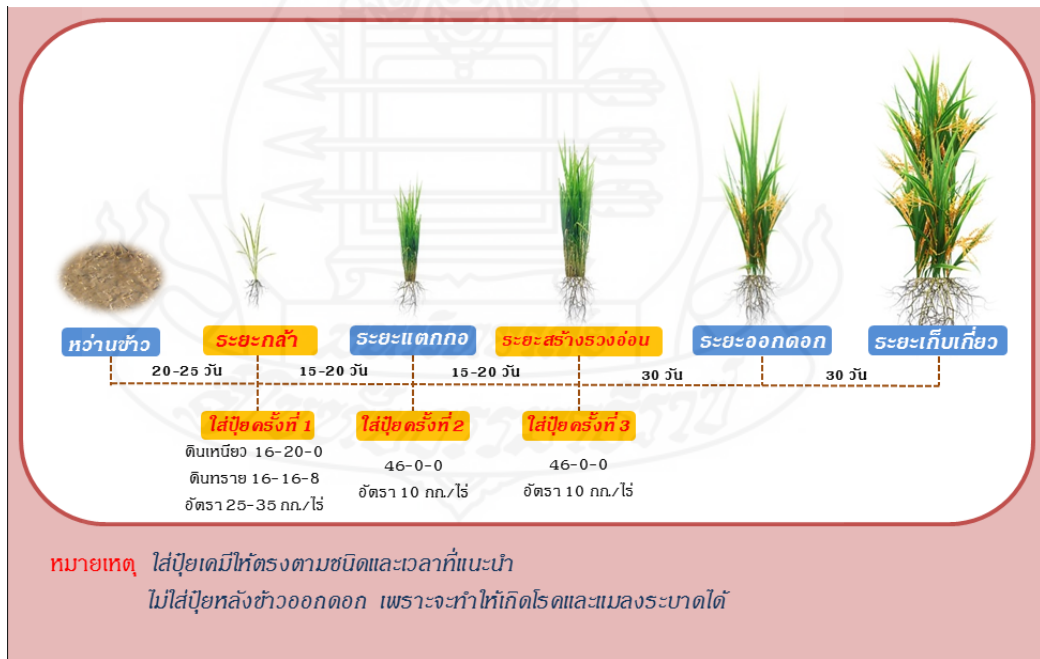 หว่านข้าว
ระยะกล้า
ระยะแตกกอ
ระยะสร้างรวงอ่อน
ระยะออกดอก
ระยะเก็บเกี่ยว
20-25 วัน
15-20 วัน
15-20 วัน
30 วัน
30 วัน
ใส่ปุ๋ยครั้งที่ 1
ดินเหนียว 16-20-0
ดินทราย 16-16-8
อัตรา 25-35 กก./ไร่
ใส่ปุ๋ยครั้งที่ 2
46-0-0
อัตรา 10 กก./ไร่
ใส่ปุ๋ยครั้งที่ 3
46-0-0
อัตรา 10 กก./ไร่
หมายเหตุ ใส่ปุ๋ยเคมีให้ตรงตามชนิดและเวลาที่แนะนำ
ไม่ใส่ปุ๋ยหลังข้าวออกดอก เพราะจะทำให้เกิดโรคและแมลงระบาดได้